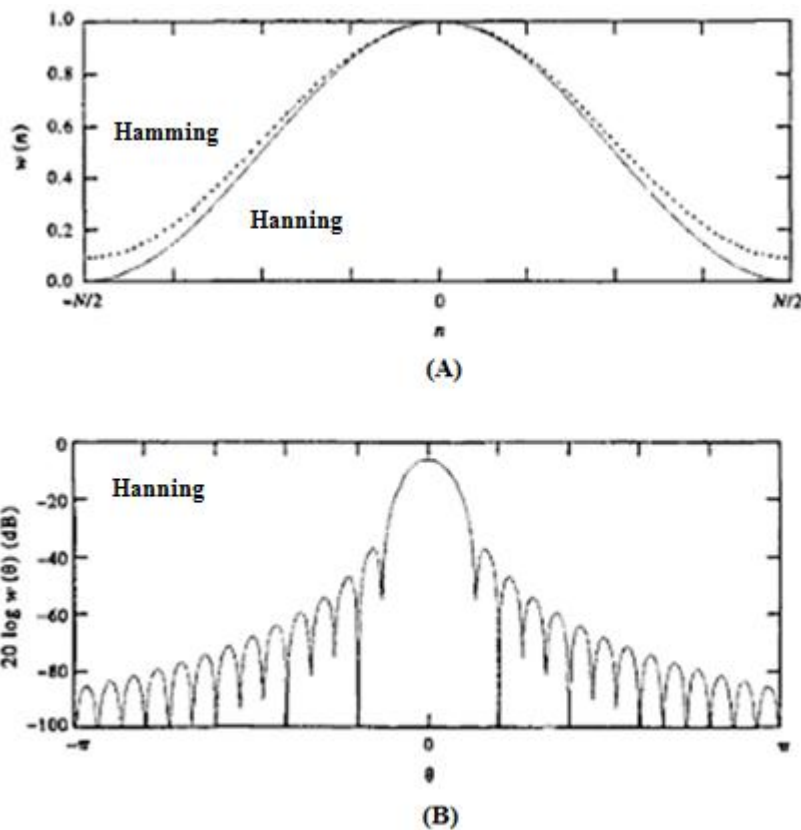 1.0
0.8
0.6
0.4
0.2
0.0
w(n)
Hamming
Hanning
-N/2 0 N/2
n
(A)
0
-20
-40
-60
-80
-100
20 log w(θ) (dB)
Hanning
-π 0 π
θ
(B)